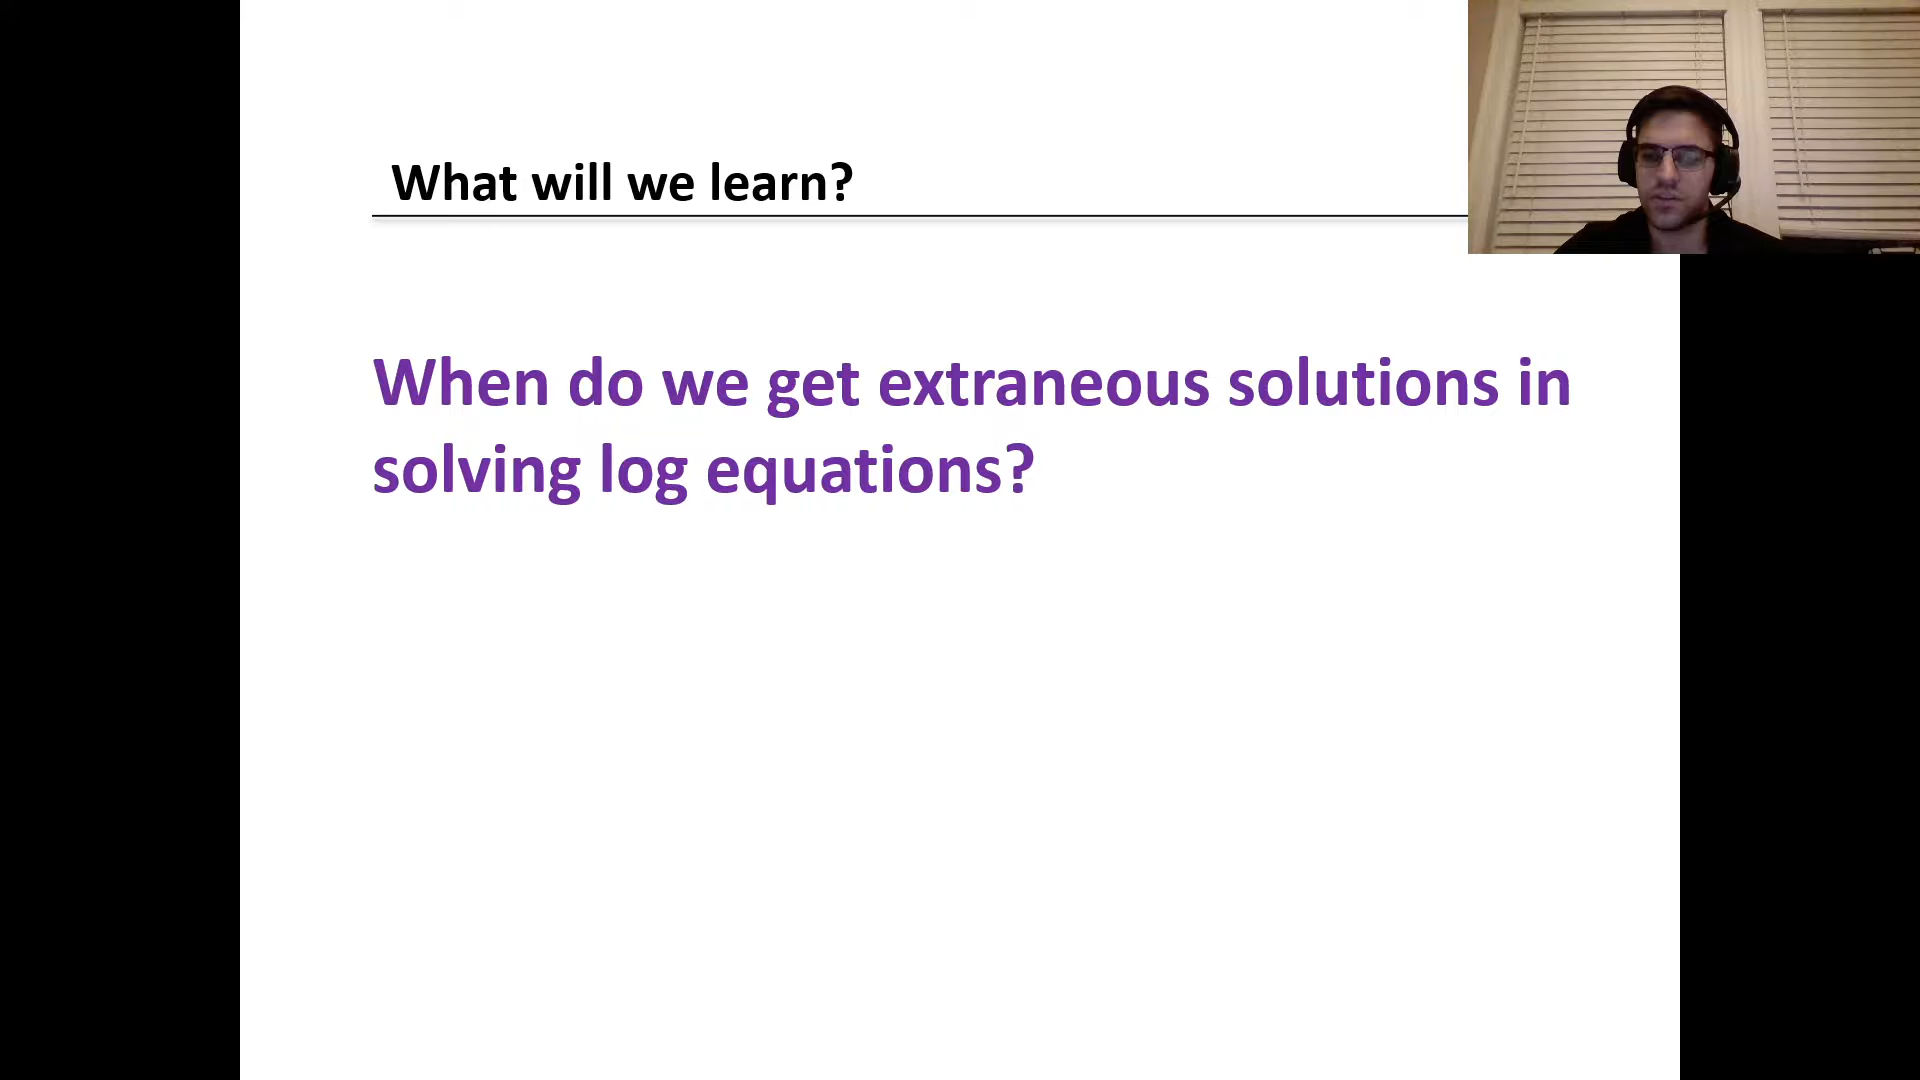 What will we learn?
When do we get extraneous solutions in
solving log equations?